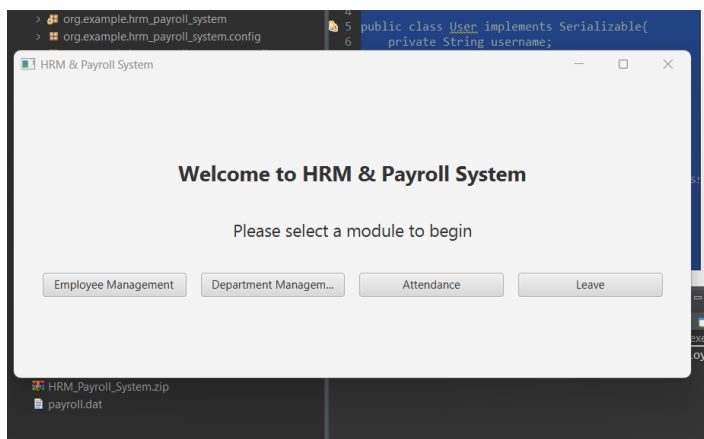 org.example.hrm_payroll_system
org.example.hrm_payroll_system.config
4
5 public class User implements Serializable{
6 private String username;
HRM & Payroll System
Welcome to HRM & Payroll System
Please select a module to begin
Employee Management
Department Managem...
Attendance
Leave
HRM_Payroll_System.zip
payroll.dat